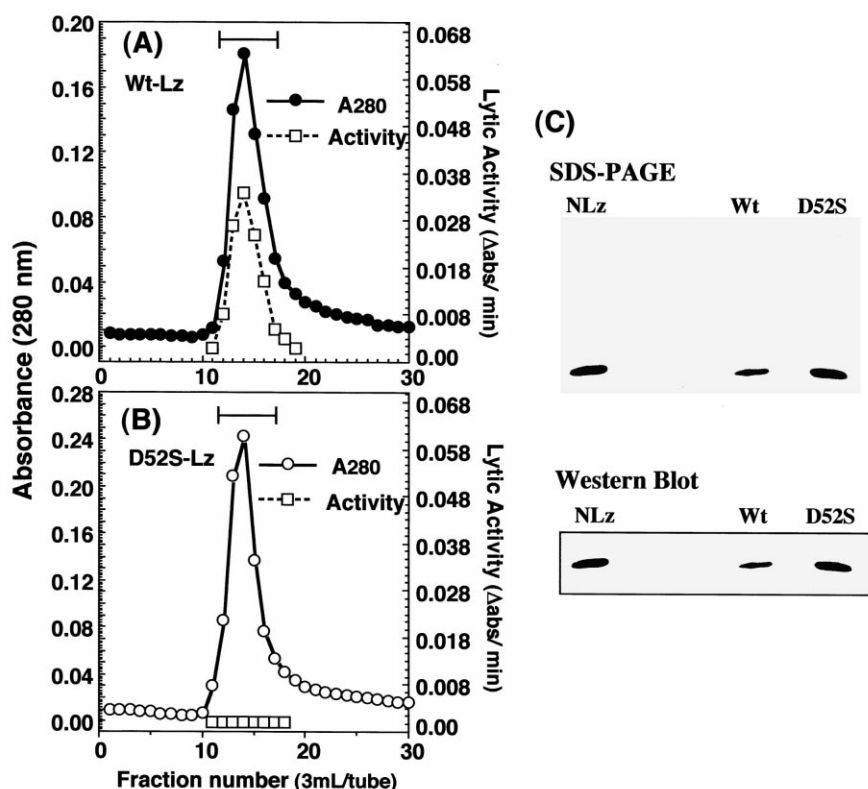 (A)
Wt-Lz
A280
Activity
0.20
0.16
0.12
0.08
0.04
0.00
0.068
0.060
0.048
0.038
0.028
0.018
0.008
0.00
0 10 20 30
Absorbance (280 nm)
Lytic Activity (Δabs/ min)
(B)
D52S-Lz
A280
Activity
0.28
0.24
0.20
0.16
0.12
0.08
0.04
0.00
0.068
0.060
0.048
0.038
0.028
0.018
0.008
0.00
0 10 20 30
Lytic Activity (Δabs/ min)
Fraction number (3mL/tube)
(C)
SDS-PAGE
NLz Wt D52S
Western Blot
NLz Wt D52S